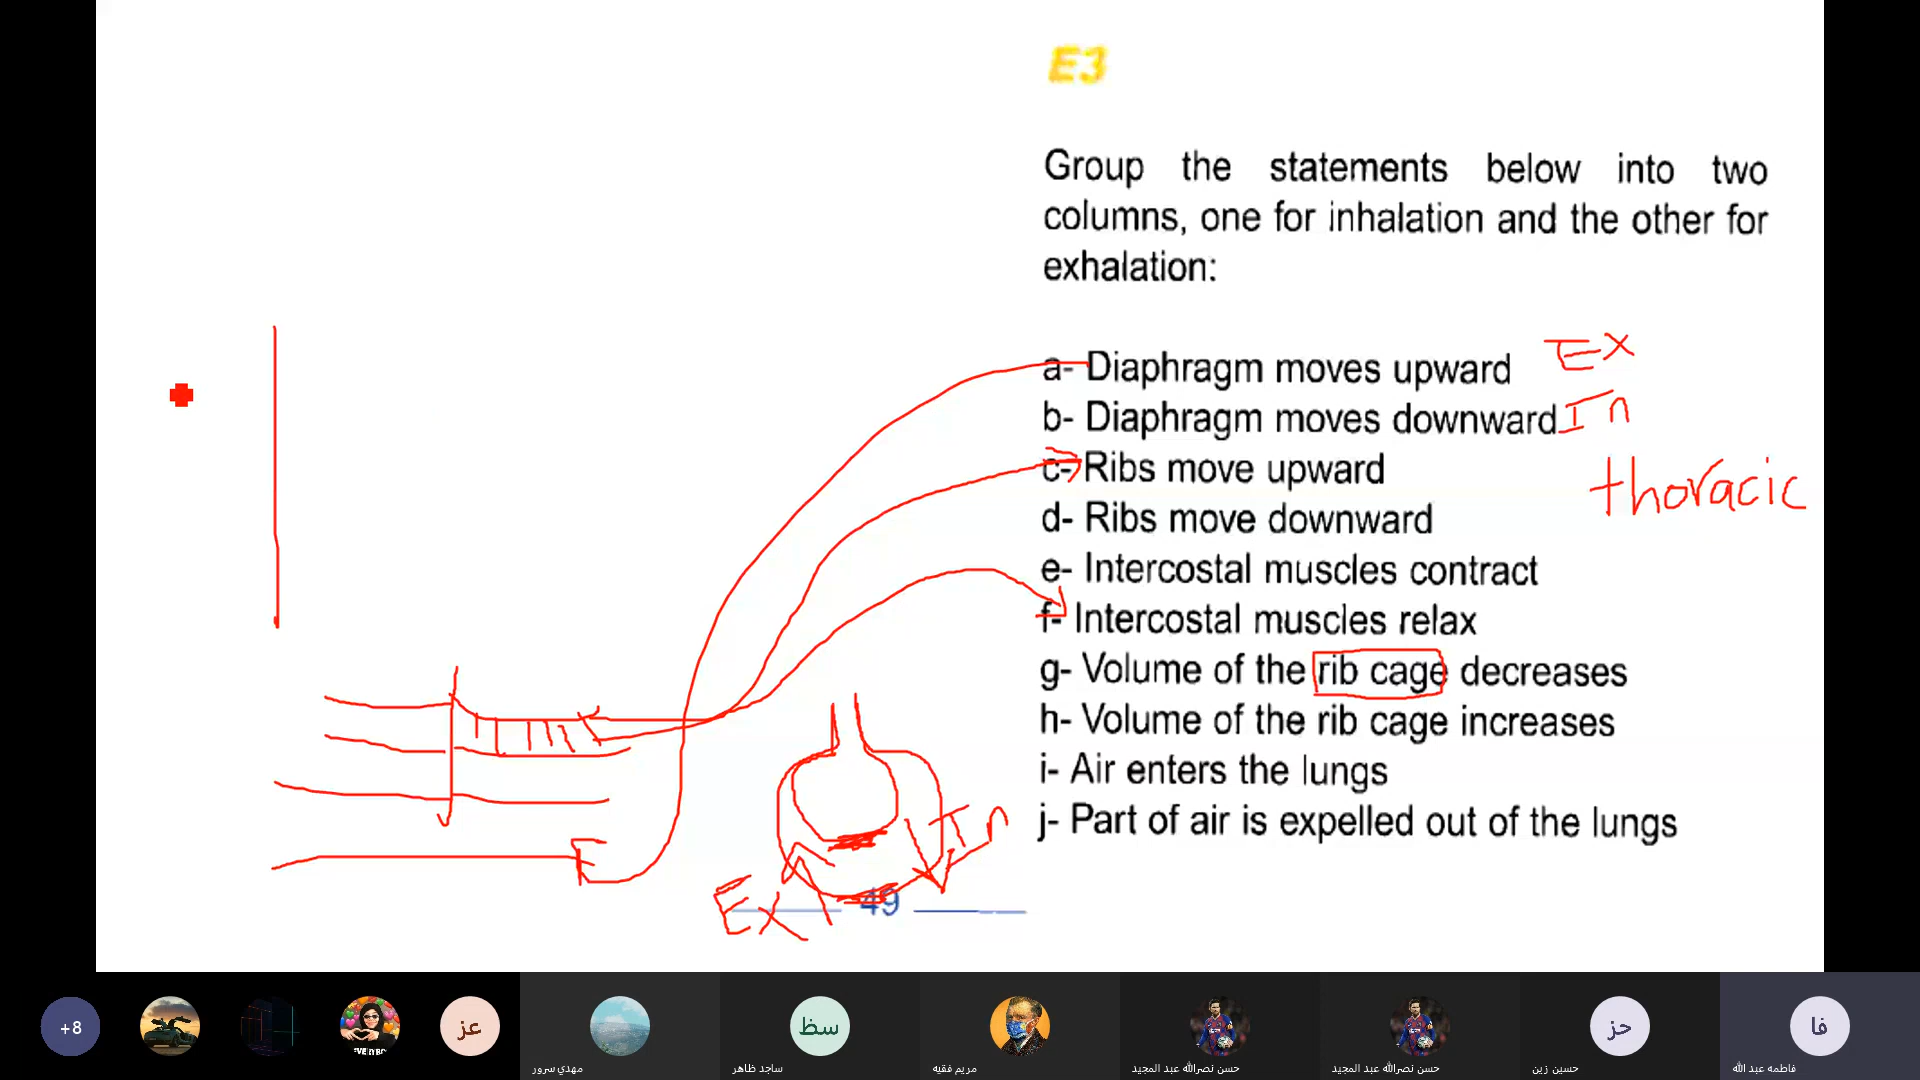 E3
Group the statements below into two
columns, one for inhalation and the other for
exhalation:
a- Diaphragm moves upward Ex
b- Diaphragm moves downward In
c- Ribs move upward
thoracic
d- Ribs move downward
e- Intercostal muscles contract
f- Intercostal muscles relax
g- Volume of the rib cage decreases
h- Volume of the rib cage increases
i- Air enters the lungs
j- Part of air is expelled out of the lungs
In
Ex
49
+8
عز
سظ
حز
فا
مهدي سرور
ساجد ظاهر
مريم فقيه
حسن نصرالله عبد المجيد
حسن نصرالله عبد المجيد
حسين زين
فاطمه عبد الله